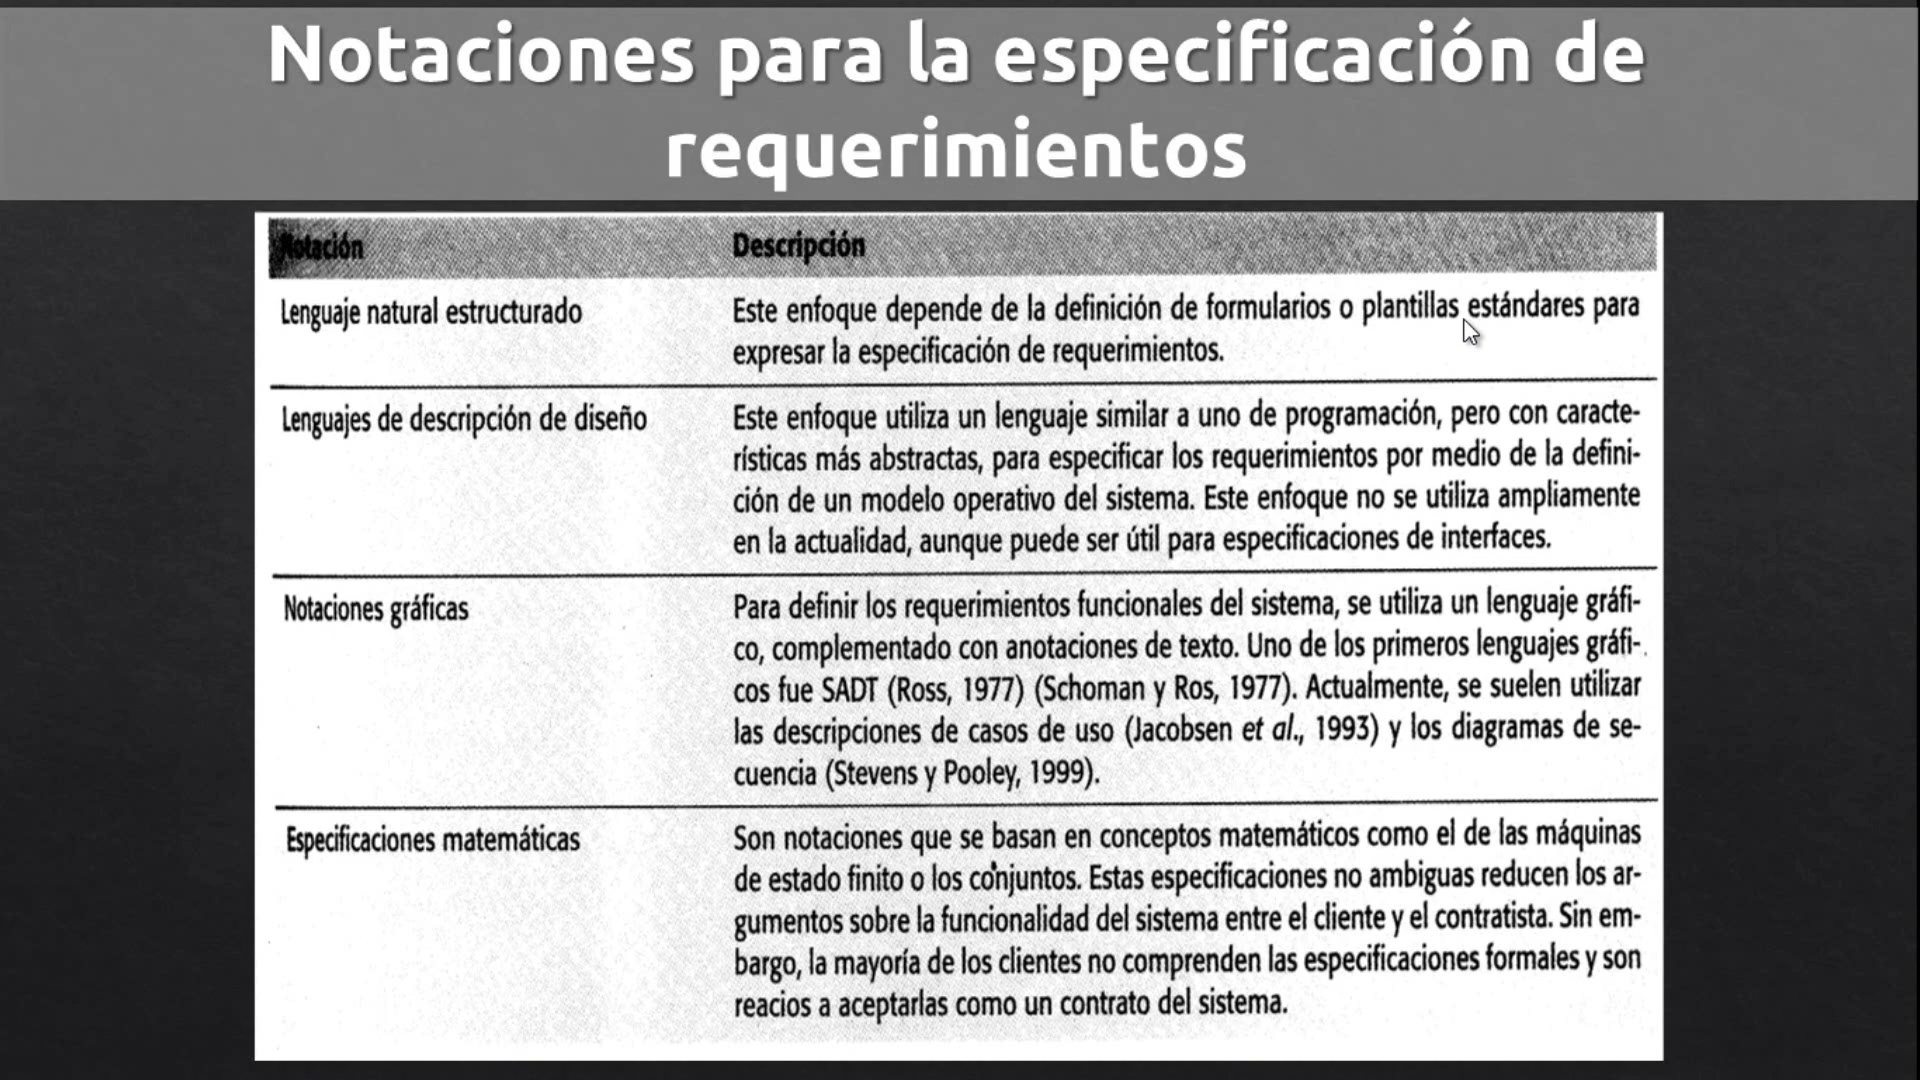 Notaciones para la especificación de
requerimientos
Notación
Descripción
Lenguaje natural estructurado
Este enfoque depende de la definición de formularios o plantillas estándares para
expresar la especificación de requerimientos.
Lenguajes de descripción de diseño
Este enfoque utiliza un lenguaje similar a uno de programación, pero con caracte-
rísticas más abstractas, para especificar los requerimientos por medio de la defini-
ción de un modelo operativo del sistema. Este enfoque no se utiliza ampliamente
en la actualidad, aunque puede ser útil para especificaciones de interfaces.
Notaciones gráficas
Para definir los requerimientos funcionales del sistema, se utiliza un lenguaje gráfi-
co, complementado con anotaciones de texto. Uno de los primeros lenguajes gráfi-
cos fue SADT (Ross, 1977) (Schoman y Ros, 1977). Actualmente, se suelen utilizar
las descripciones de casos de uso (Jacobsen et al., 1993) y los diagramas de se-
cuencia (Stevens y Pooley, 1999).
Especificaciones matemáticas
Son notaciones que se basan en conceptos matemáticos como el de las máquinas
de estado finito o los conjuntos. Estas especificaciones no ambiguas reducen los ar-
gumentos sobre la funcionalidad del sistema entre el cliente y el contratista. Sin em-
bargo, la mayoría de los clientes no comprenden las especificaciones formales y son
reacios a aceptarlas como un contrato del sistema.